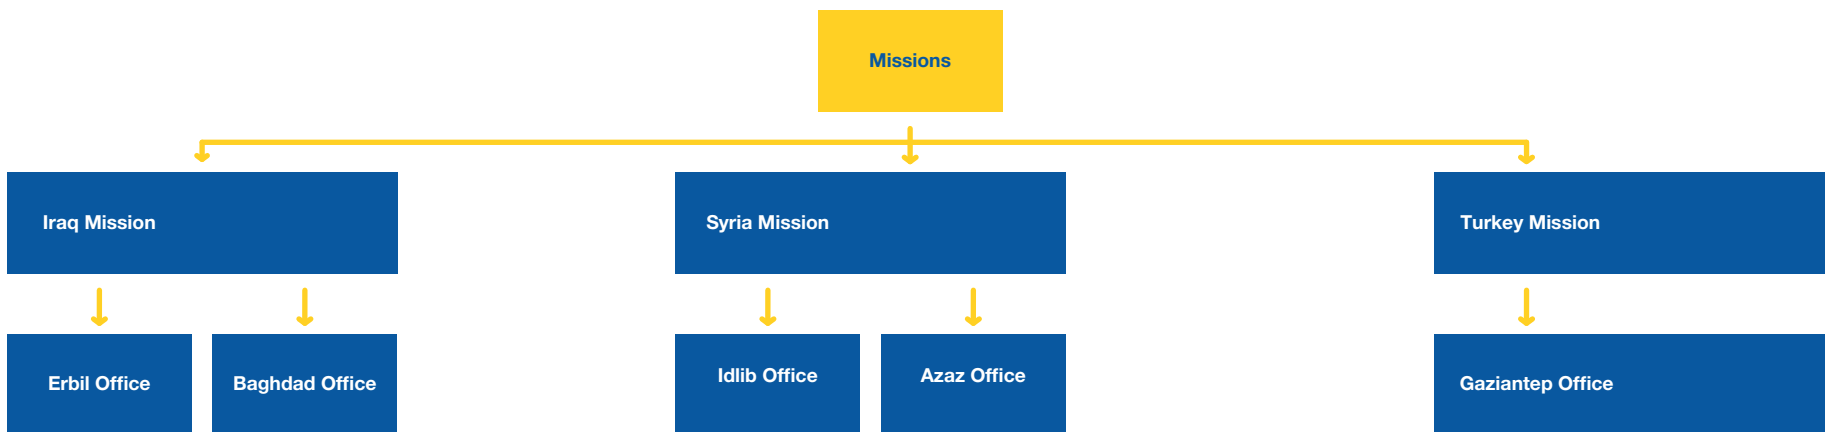 Missions
Iraq Mission
Syria Mission
Turkey Mission
Erbil Office
Baghdad Office
Idlib Office
Azaz Office
Gaziantep Office